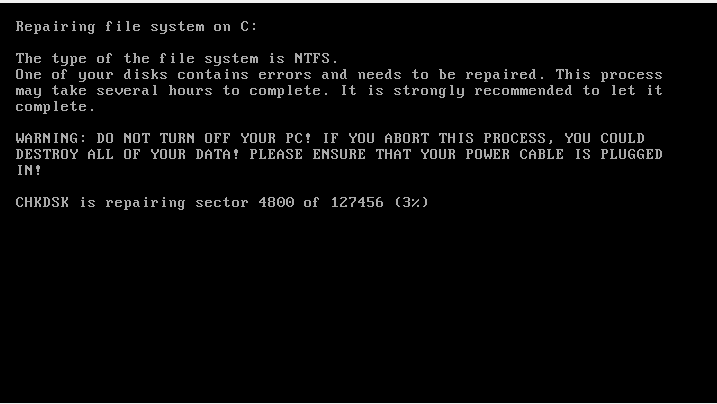 Repairing file system on C:
The type of the file system is NTFS.
One of your disks contains errors and needs to be repaired. This process
may take several hours to complete. It is strongly recommended to let it
complete.
WARNING: DO NOT TURN OFF YOUR PC! IF YOU ABORT THIS PROCESS, YOU COULD
DESTROY ALL OF YOUR DATA! PLEASE ENSURE THAT YOUR POWER CABLE IS PLUGGED
IN!
CHKDSK is repairing sector 4800 of 127456 (3%)